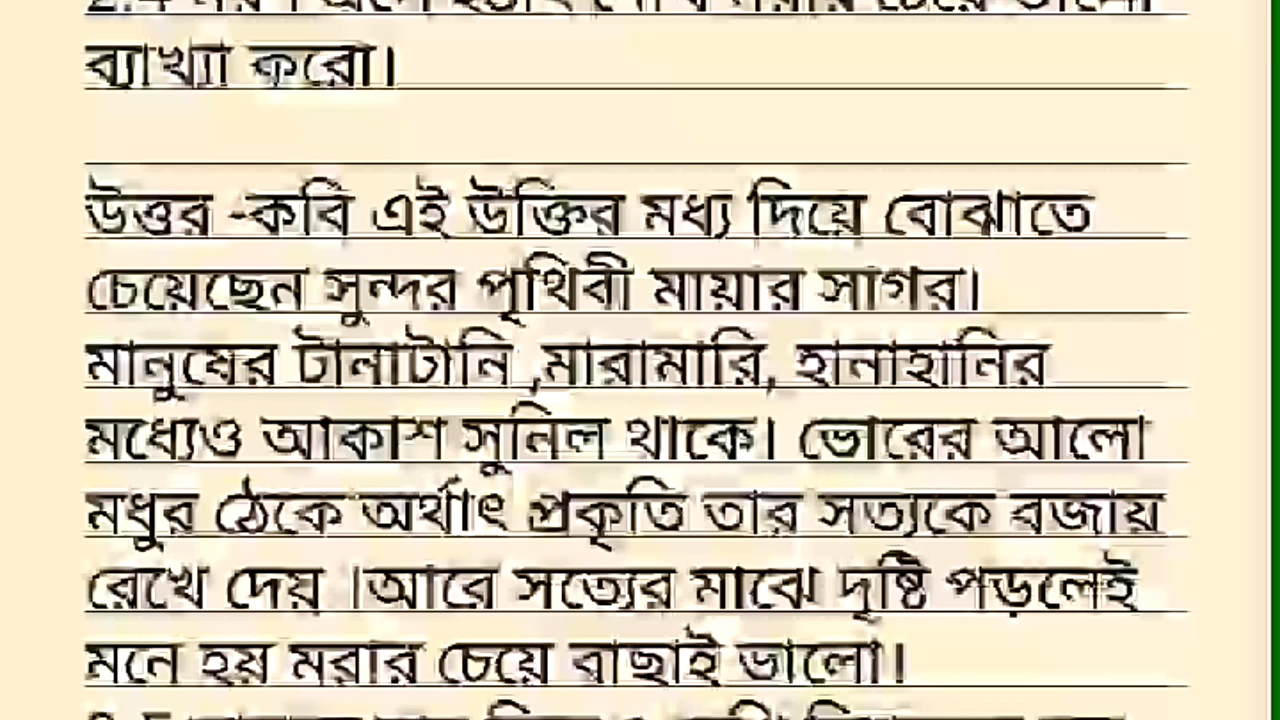 ব্যাখ্যা করো।
উত্তর -কবি এই উক্তির মধ্য দিয়ে বোঝাতে
চেয়েছেন সুন্দর পৃথিবী মায়ার সাগর।
মানুষের টানাটানি ,মারামারি, হানাহানির
মধ্যেও আকাশ সুনিল থাকে। ভোরের আলো
মধুর ঠেকে অর্থাৎ প্রকৃতি তার সত্যকে বজায়
রেখে দেয় ।আরে সত্যের মাঝে দৃষ্টি পড়লেই
মনে হয় মরার চেয়ে বাছাই ভালো।